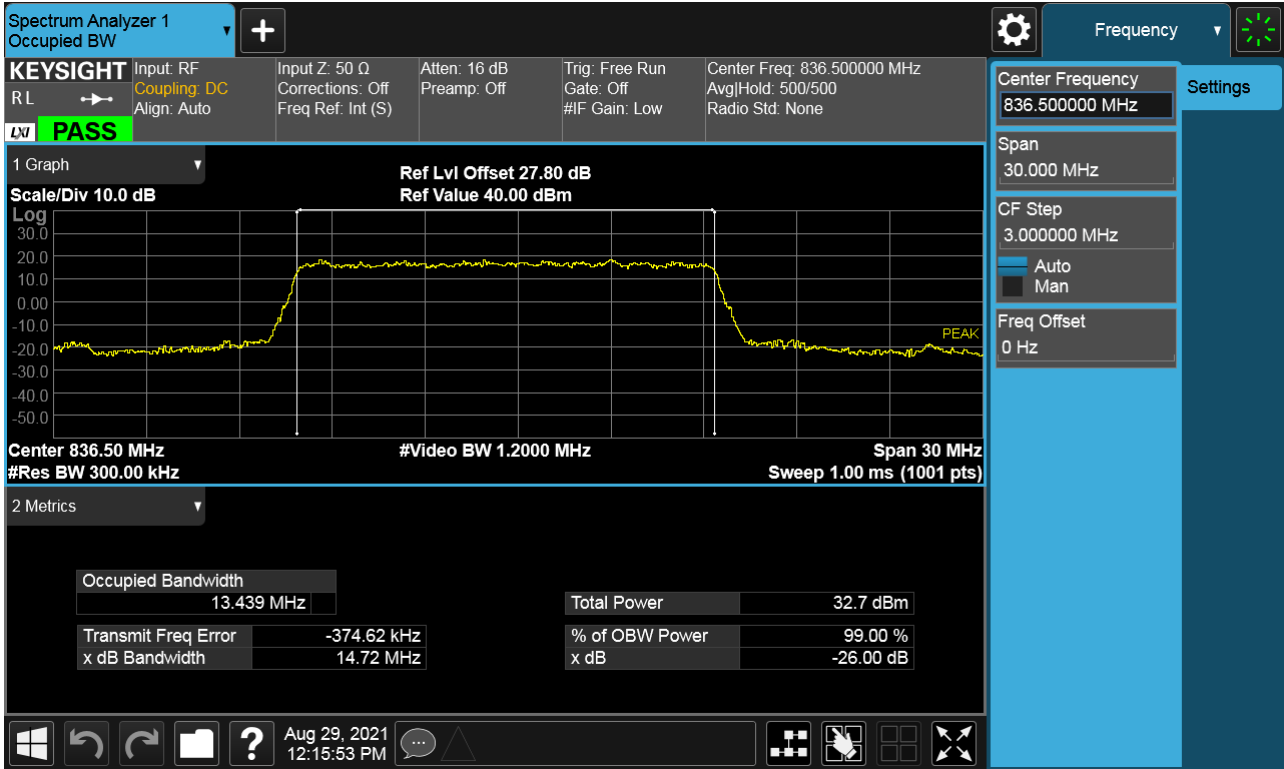 Spectrum Analyzer 1
Occupied BW
Frequency
KEYSIGHT
R L
LXI
PASS
Input: RF
Coupling: DC
Align: Auto
Input Z: 50 Ω
Corrections: Off
Freq Ref: Int (S)
Atten: 16 dB
Preamp: Off
Trig: Free Run
Gate: Off
#IF Gain: Low
Center Freq: 836.500000 MHz
Avg|Hold: 500/500
Radio Std: None
Center Frequency
836.500000 MHz
Settings
Span
30.000 MHz
CF Step
3.000000 MHz
Auto
Man
Freq Offset
0 Hz
1 Graph
Ref Lvl Offset 27.80 dB
Scale/Div 10.0 dB
Ref Value 40.00 dBm
Log
30.0
20.0
10.0
0.00
-10.0
-20.0
-30.0
-40.0
-50.0
PEAK
Center 836.50 MHz
#Video BW 1.2000 MHz
Span 30 MHz
#Res BW 300.00 kHz
Sweep 1.00 ms (1001 pts)
2 Metrics
Occupied Bandwidth
13.439 MHz
Total Power 32.7 dBm
Transmit Freq Error -374.62 kHz
% of OBW Power 99.00 %
x dB Bandwidth 14.72 MHz
x dB -26.00 dB
?
Aug 29, 2021
12:15:53 PM